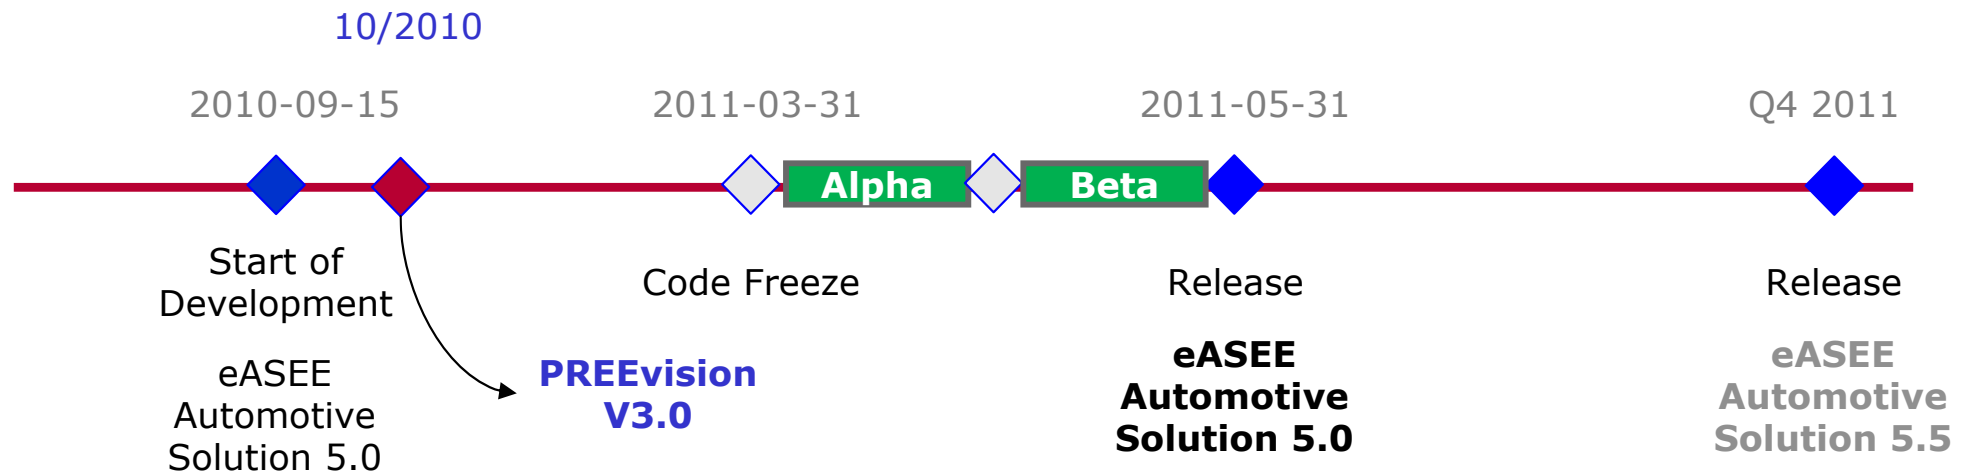 10/2010
2010-09-15
2011-03-31
2011-05-31
Q4 2011
Alpha
Beta
Start of
Development
Code Freeze
Release
Release
eASEE
Automotive
Solution 5.0
PREEvision
V3.0
eASEE
Automotive
Solution 5.0
eASEE
Automotive
Solution 5.5